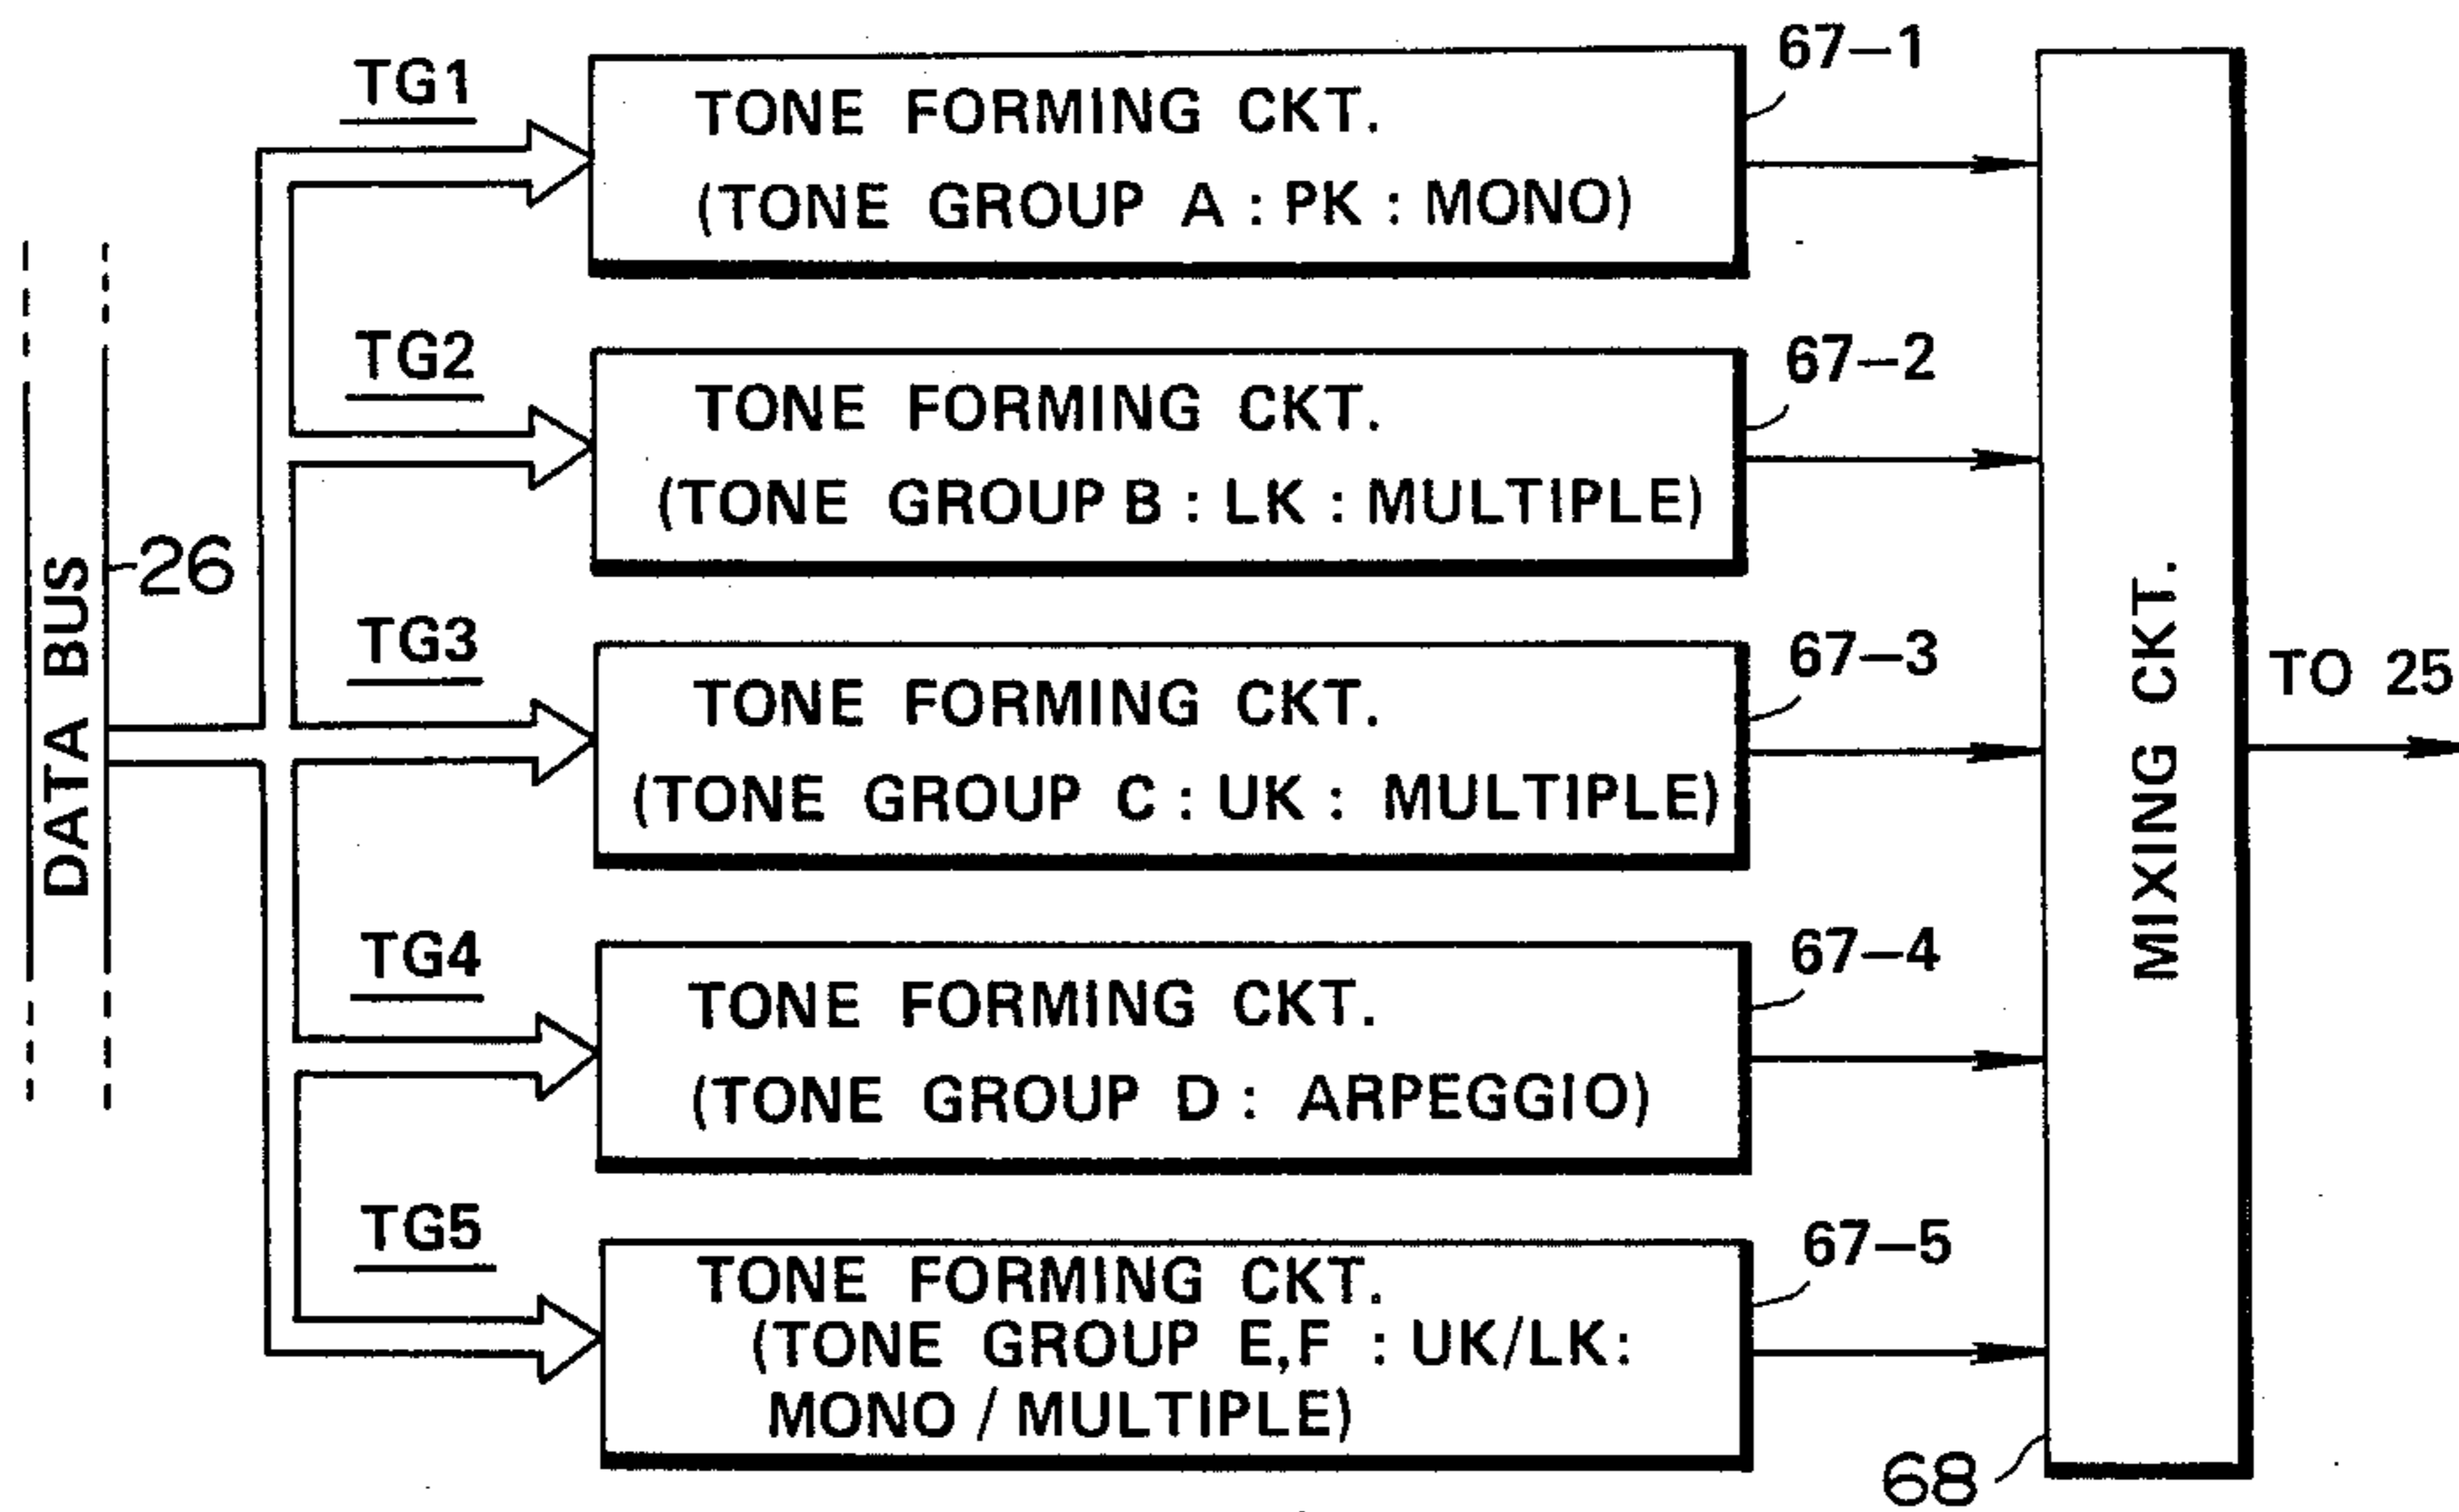 TG1
TONE FORMING CKT.
(TONE GROUP A : PK : MONO)
67-1
TG2
TONE FORMING CKT.
(TONE GROUP B : LK : MULTIPLE)
67-2
DATA BUS
26
TG3
TONE FORMING CKT.
(TONE GROUP C : UK : MULTIPLE)
67-3
MIXING CKT.
TO 25
TG4
TONE FORMING CKT.
(TONE GROUP D : ARPEGGIO)
67-4
TG5
TONE FORMING CKT.
(TONE GROUP E,F : UK/LK:
MONO / MULTIPLE)
67-5
68